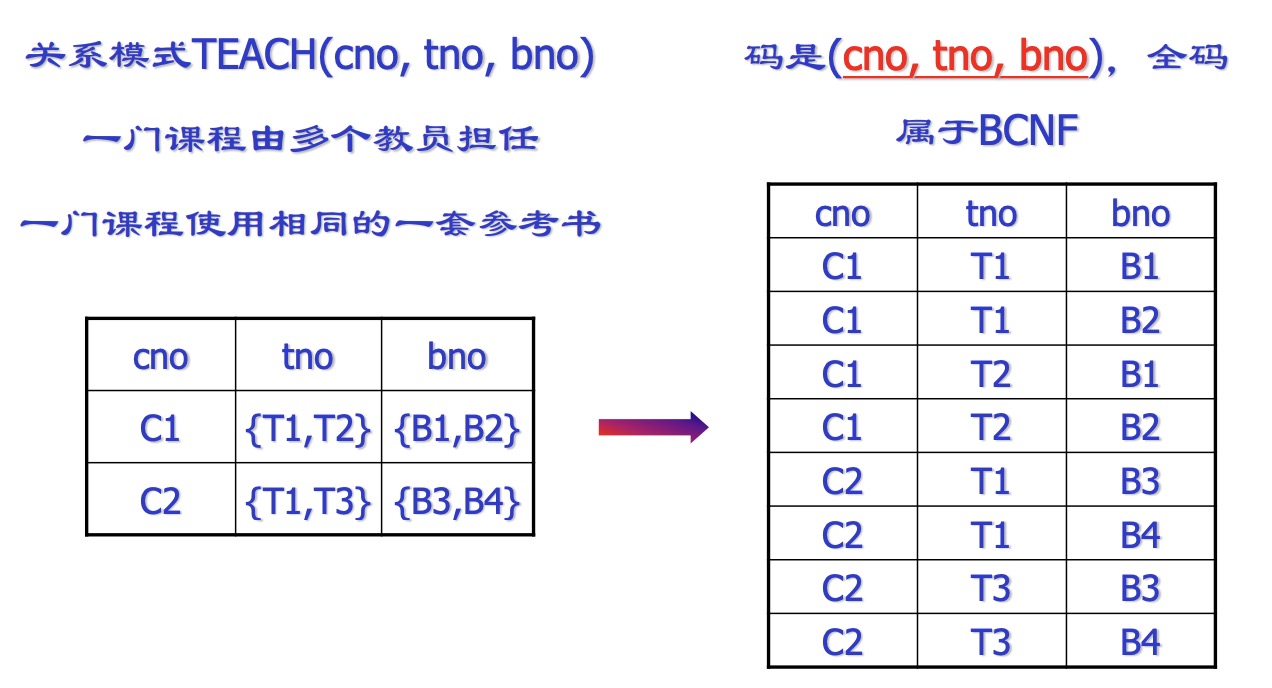 关系模式TEACH(cno, tno, bno)
一门课程由多个教员担任
一门课程使用相同的一套参考书
cno tno bno
C1 {T1,T2} {B1,B2}
C2 {T1,T3} {B3,B4}
码是(cno, tno, bno)，全码
属于BCNF
cno tno bno
C1 T1 B1
C1 T1 B2
C1 T2 B1
C1 T2 B2
C2 T1 B3
C2 T1 B4
C2 T3 B3
C2 T3 B4